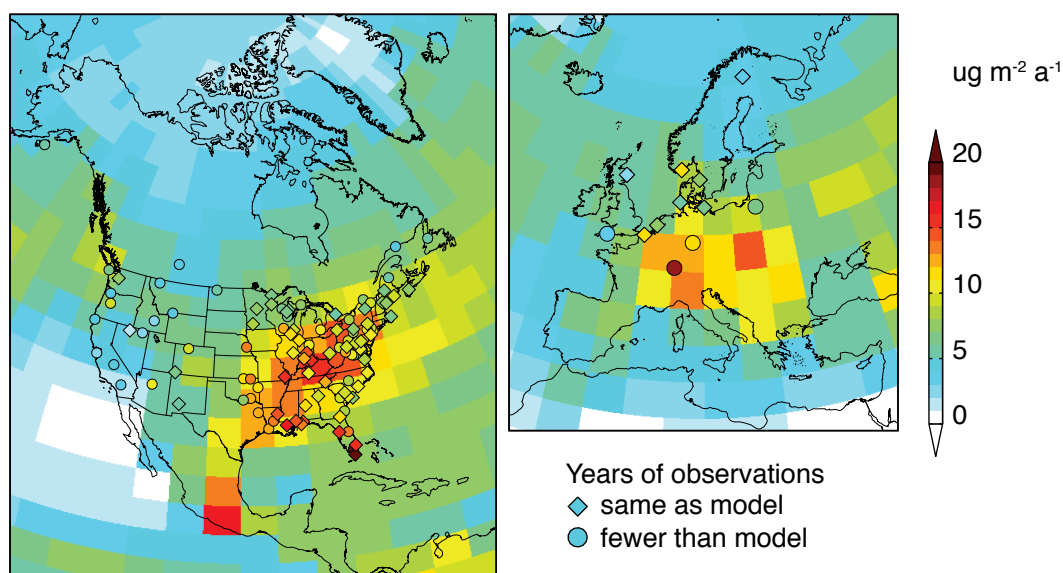 ug m-2 a-1
20
15
10
5
0
Years of observations
same as model
fewer than model